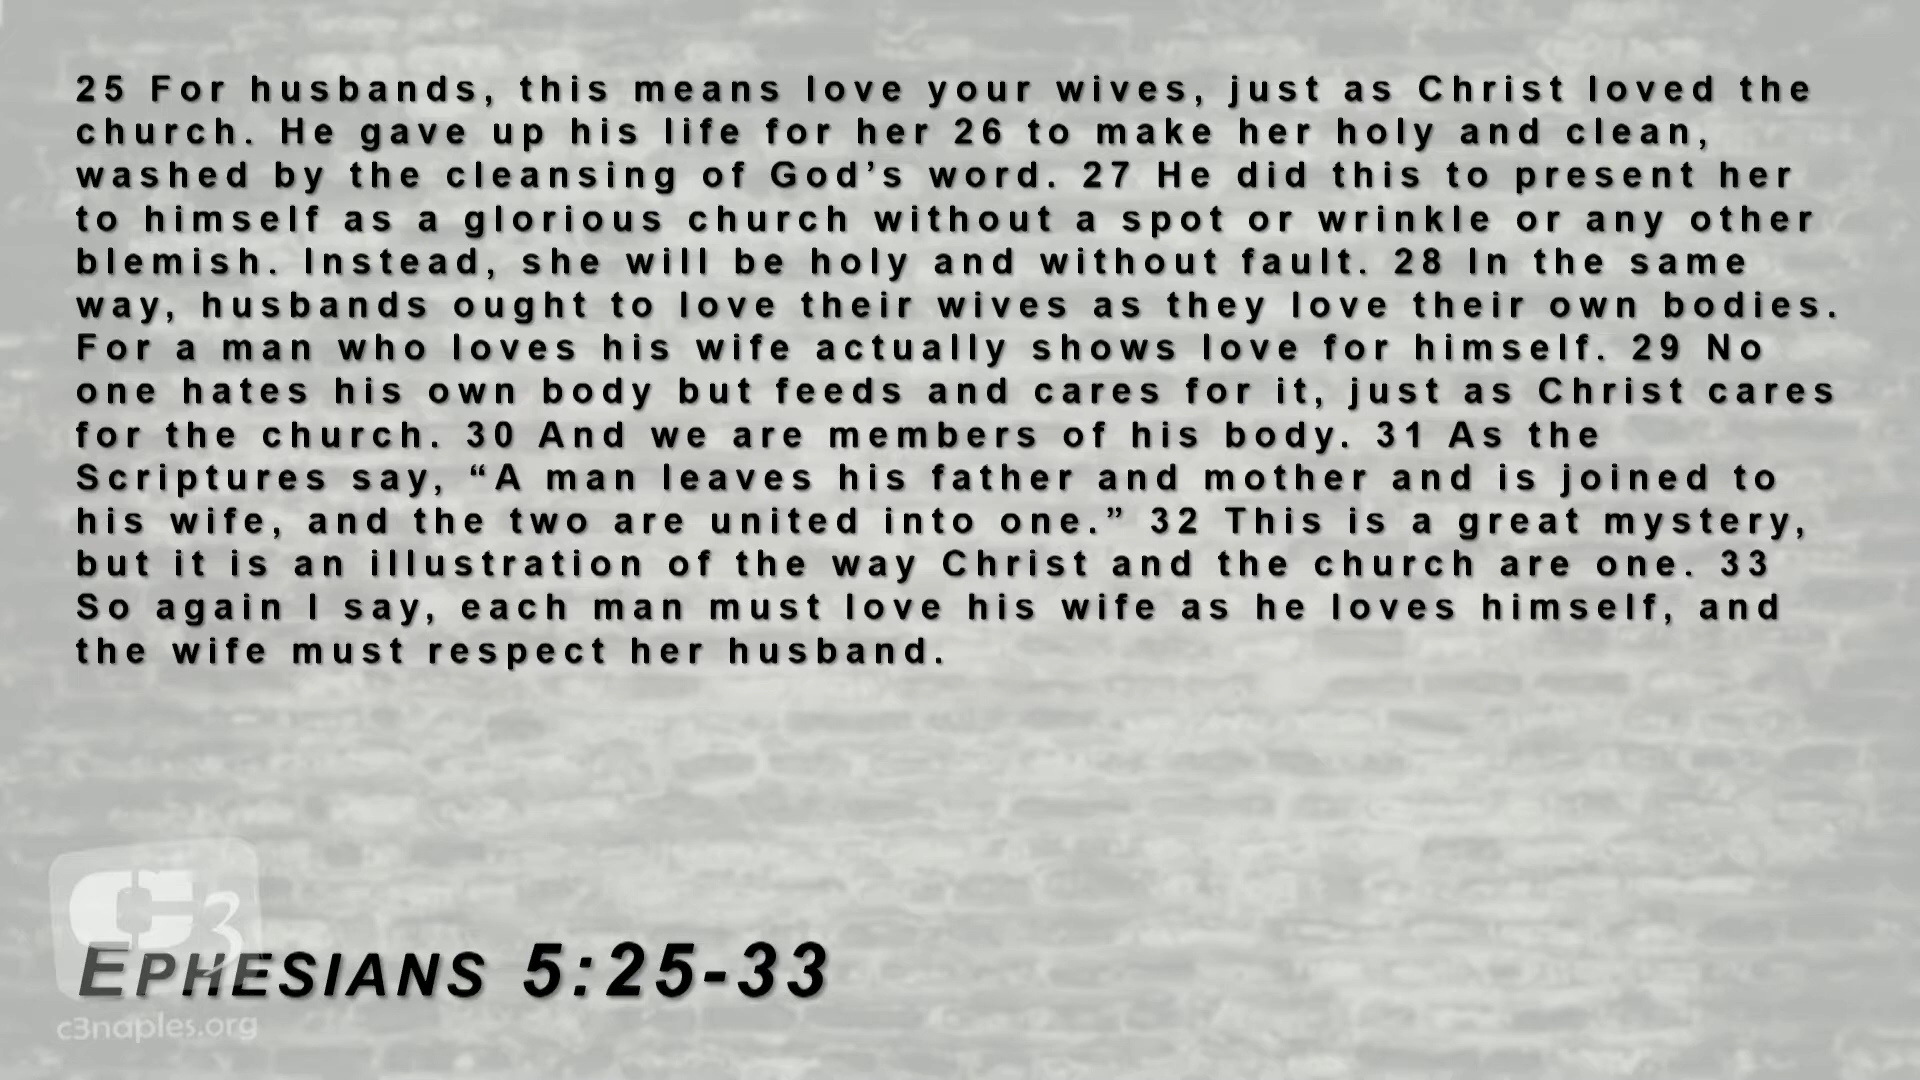 25 For husbands, this means love your wives, just as Christ loved the
church. He gave up his life for her 26 to make her holy and clean,
washed by the cleansing of God’s word. 27 He did this to present her
to himself as a glorious church without a spot or wrinkle or any other
blemish. Instead, she will be holy and without fault. 28 In the same
way, husbands ought to love their wives as they love their own bodies.
For a man who loves his wife actually shows love for himself. 29 No
one hates his own body but feeds and cares for it, just as Christ cares
for the church. 30 And we are members of his body. 31 As the
Scriptures say, “A man leaves his father and mother and is joined to
his wife, and the two are united into one.” 32 This is a great mystery,
but it is an illustration of the way Christ and the church are one. 33
So again I say, each man must love his wife as he loves himself, and
the wife must respect her husband.
C3
Ephesians 5:25-33
c3naples.org